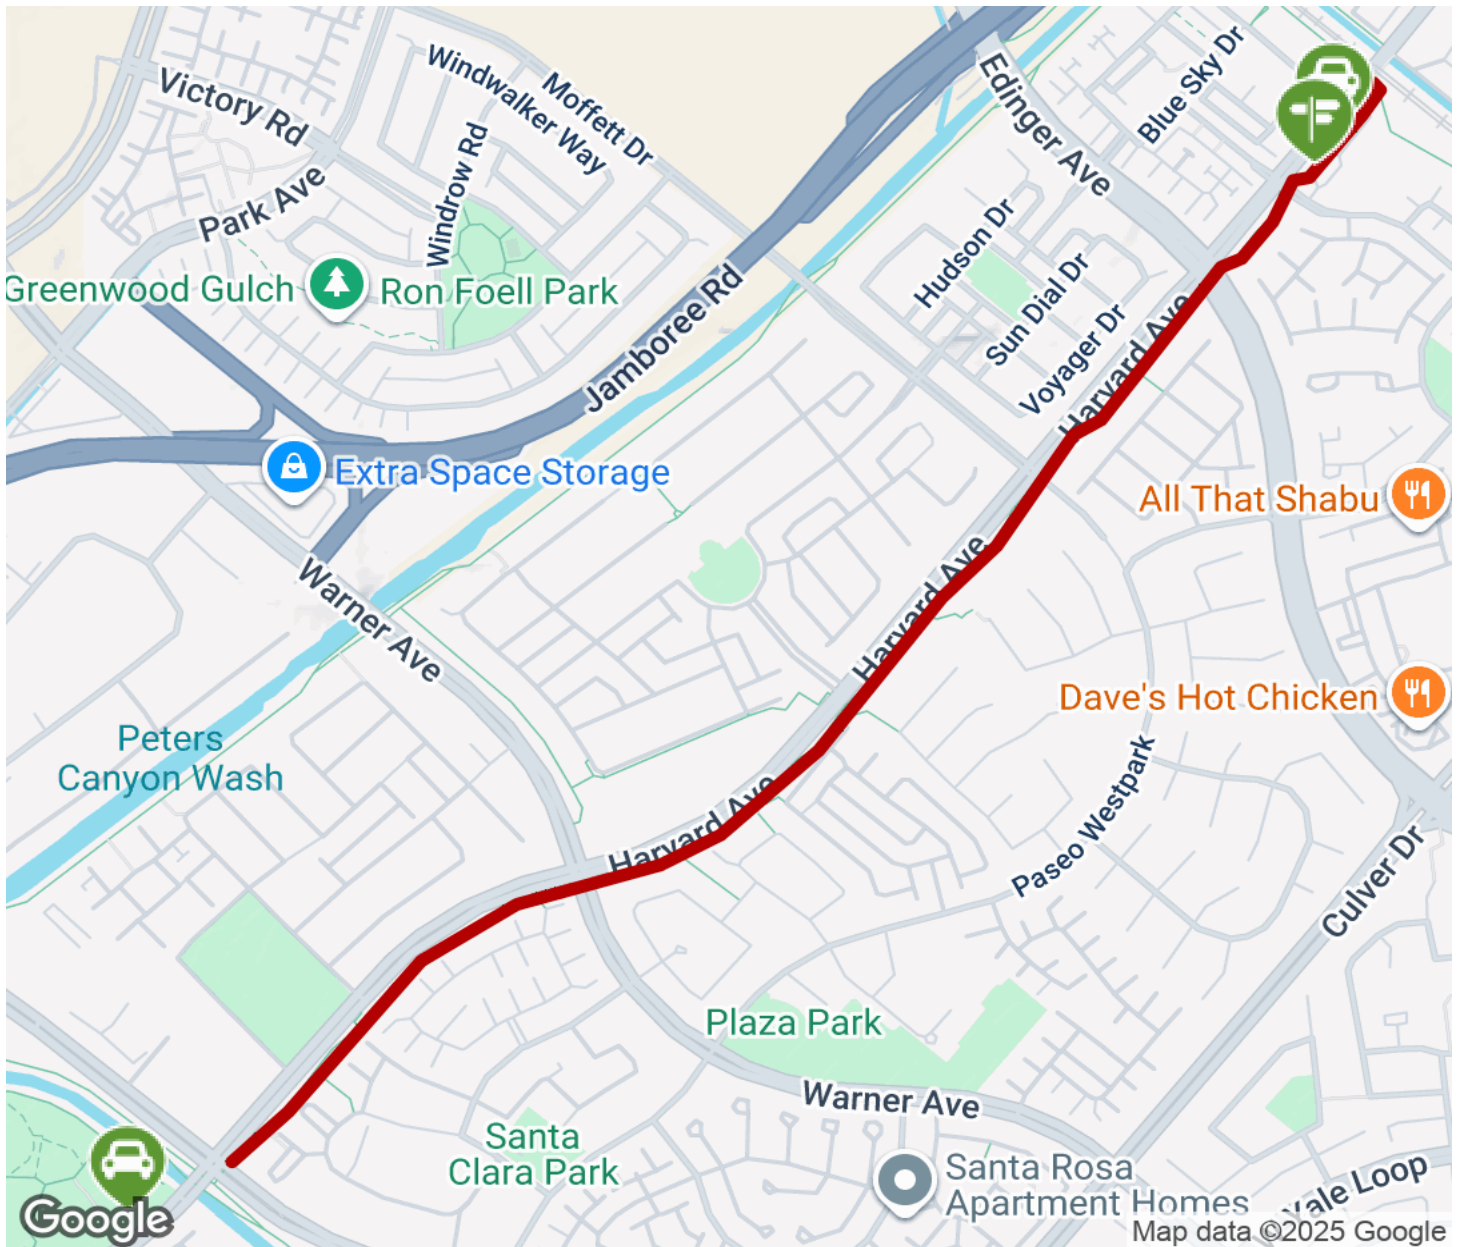 Victory Rd
Windwalker Way
Moffett Dr
Windrow Rd
Park Ave
Edinger Ave
Blue Sky Dr
Greenwood Gulch
Ron Foell Park
Jamboree Rd
Hudson Dr
Sun Dial Dr
Voyager Dr
Harvard Ave
Extra Space Storage
All That Shabu
Warner Ave
Harvard Ave
Dave's Hot Chicken
Peters
Canyon Wash
Harvard Ave
Paseo Westpark
Culver Dr
Plaza Park
Warner Ave
Santa
Clara Park
Santa Rosa
Apartment Homes
Yale Loop
Google
Map data ©2025 Google